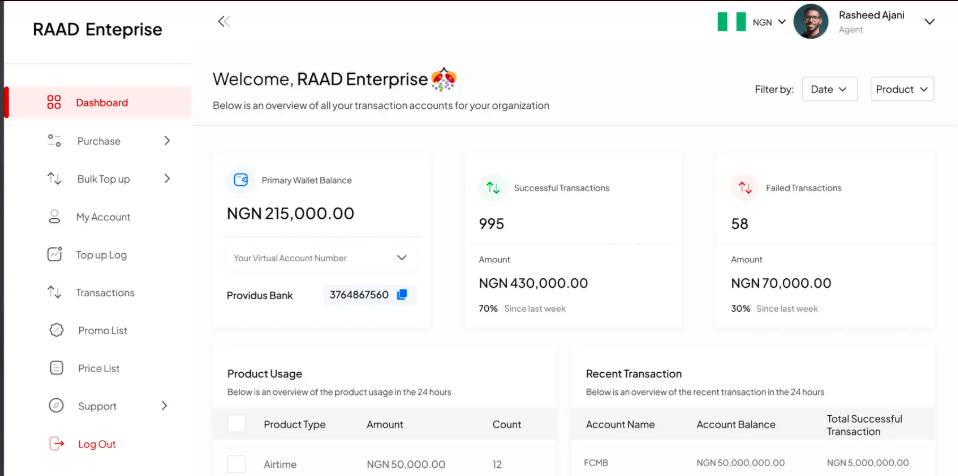 RAAD Enteprise
NGN
Rasheed Ajani
Agent
Welcome, RAAD Enterprise
Below is an overview of all your transaction accounts for your organization
Filter by:
Date
Product
Dashboard
Purchase
Bulk Top up
My Account
Top up Log
Transactions
Promo List
Price List
Support
Log Out
Primary Wallet Balance
NGN 215,000.00
Your Virtual Account Number
Providus Bank
3764867560
Successful Transactions
995
Amount
NGN 430,000.00
70% Since last week
Failed Transactions
58
Amount
NGN 70,000.00
30% Since last week
Product Usage
Below is an overview of the product usage in the 24 hours
Product Type Amount Count
Airtime NGN 50,000.00 12
Recent Transaction
Below is an overview of the recent transaction in the 24 hours
Account Name Account Balance Total Successful
Transaction
FCMB NGN 50,000,000.00 NGN 5,000,000,00